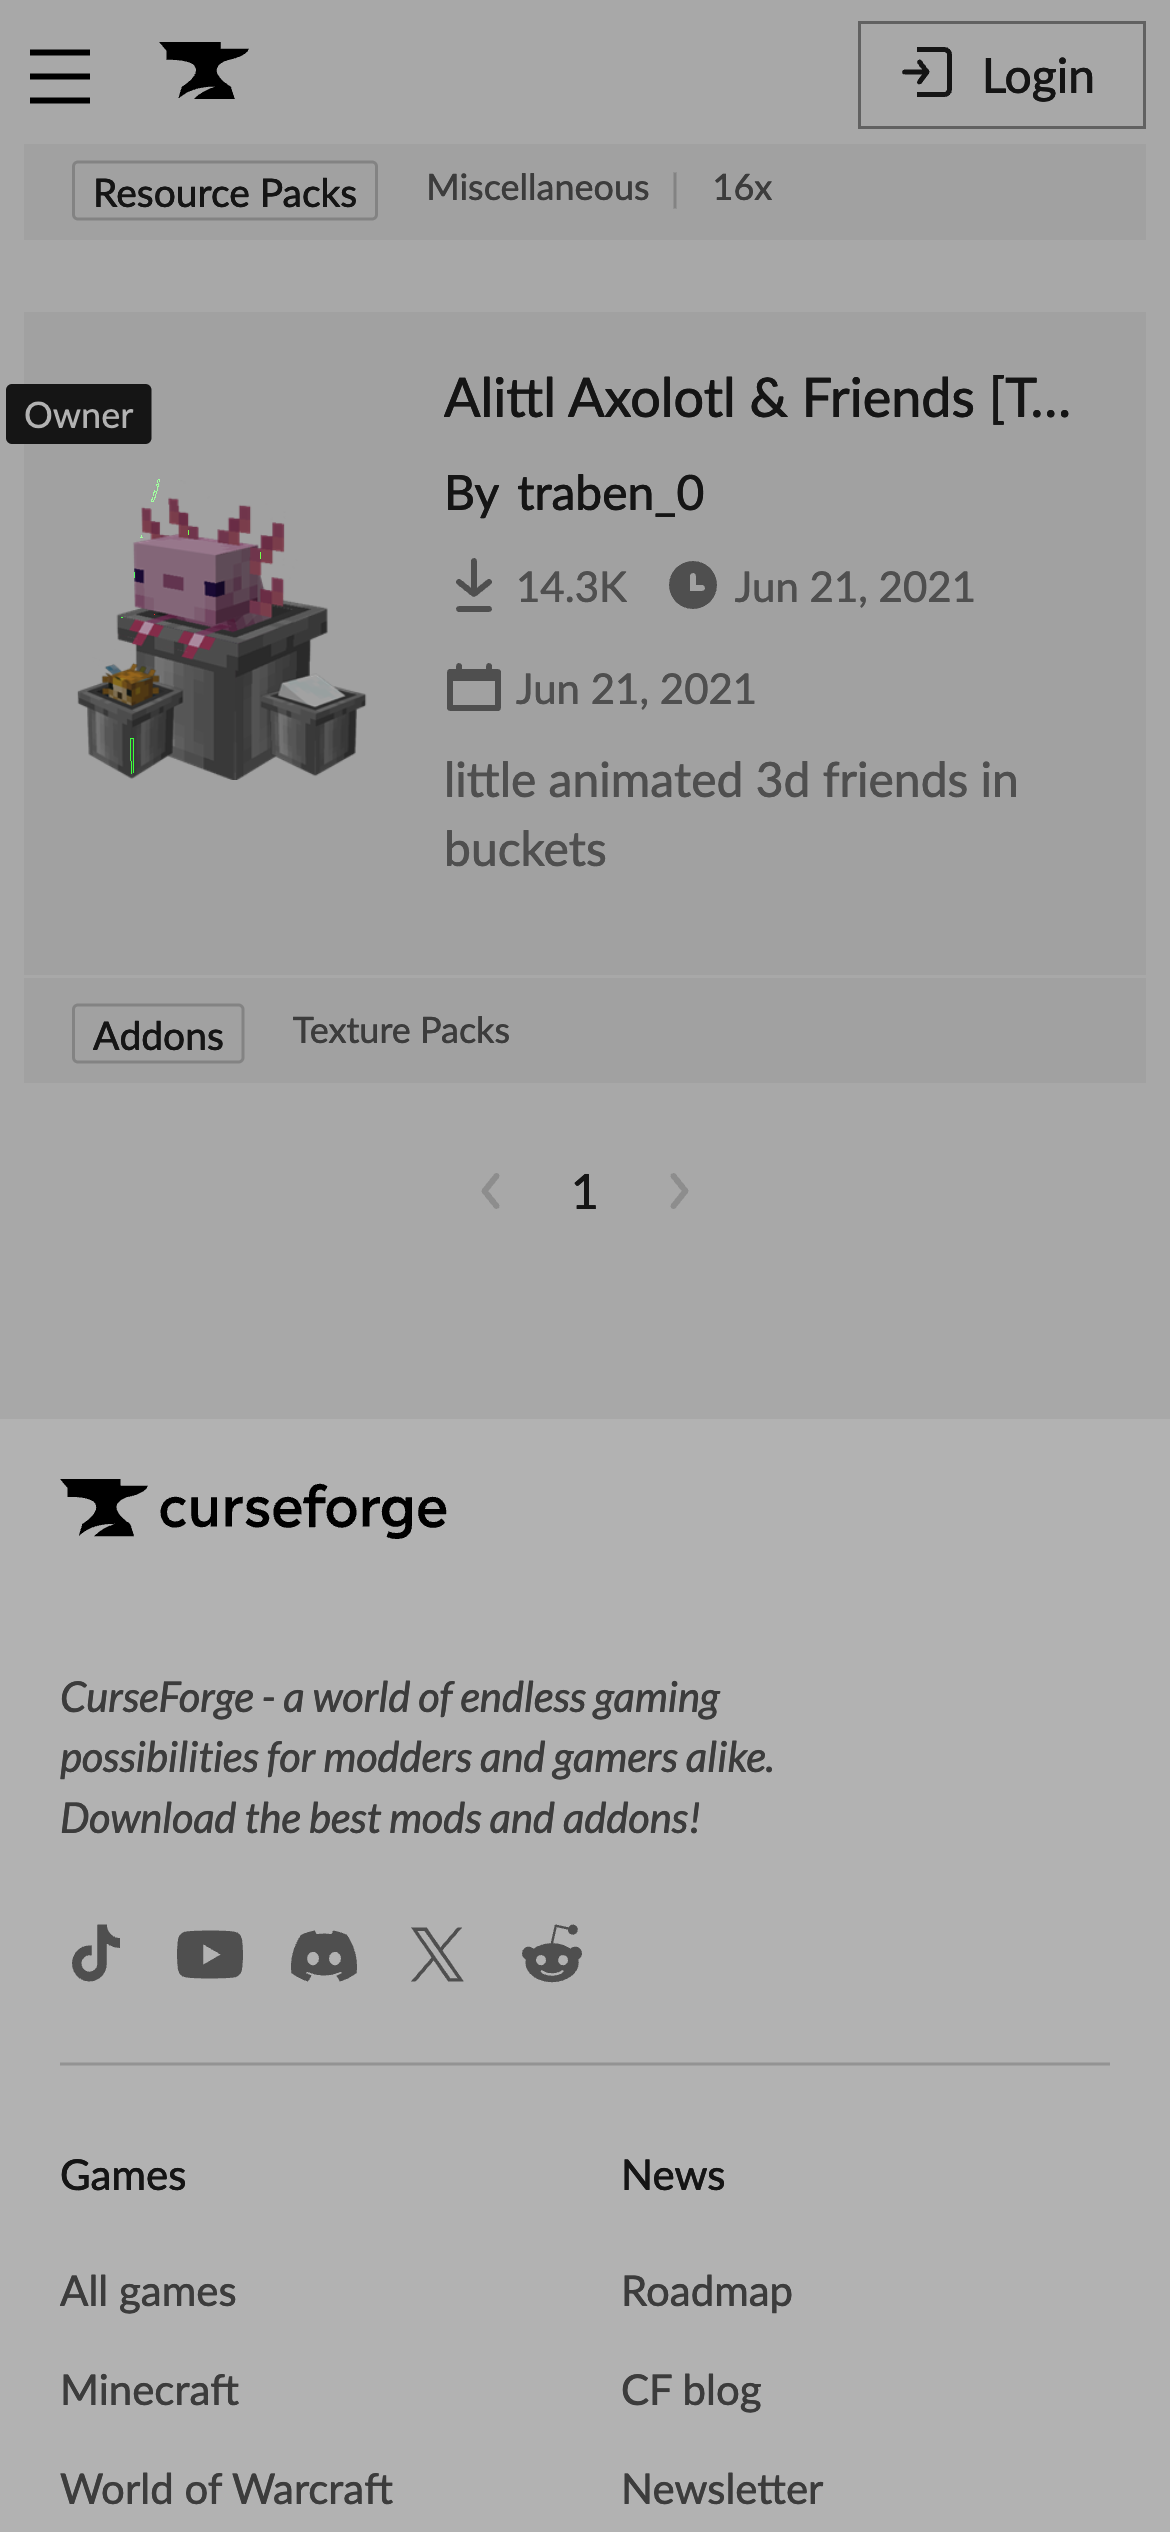 Login
Resource Packs
Miscellaneous | 16x
Owner
Alittl Axolotl & Friends [T...
By traben_0
14.3K Jun 21, 2021
Jun 21, 2021
little animated 3d friends in
buckets
Addons
Texture Packs
1
curseforge
CurseForge - a world of endless gaming
possibilities for modders and gamers alike.
Download the best mods and addons!
Games
News
All games
Roadmap
Minecraft
CF blog
World of Warcraft
Newsletter